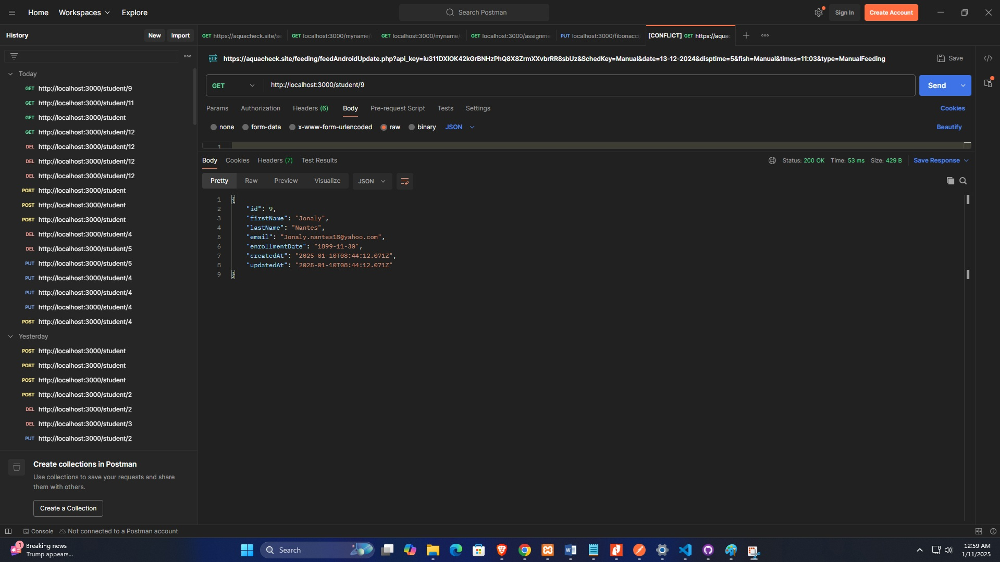 Home
Workspaces
Explore
Search Postman
Sign In
Create Account
History
New
Import
GET https://aquacheck.site/se
GET localhost:3000/myname/
GET localhost:3000/myname/
GET localhost:3000/assignme
PUT localhost:3000/fibonacci
[CONFLICT] GET https://aqua
HTTP
https://aquacheck.site/feeding/feedAndroidUpdate.php?api_key=iu311DXIOK42kGrBNHzPhQ8X8ZrmXXvbrRR8sbUz&SchedKey=Manual&date=13-12-2024&disptime=5&fish=Manual&times=11:03&type=ManualFeeding
Save
GET
http://localhost:3000/student/9
Send
Params
Authorization
Headers (6)
Body
Pre-request Script
Tests
Settings
Cookies
none
form-data
x-www-form-urlencoded
raw
binary
JSON
Beautify
1
Body
Cookies
Headers (7)
Test Results
Status: 200 OK
Time: 53 ms
Size: 429 B
Save Response
Pretty
Raw
Preview
Visualize
JSON
1 {
2 "id": 9,
3 "firstName": "Jonaly",
4 "lastName": "Nantes",
5 "email": "Jonaly.nantes18@yahoo.com",
6 "enrollmentDate": "1899-11-30",
7 "createdAt": "2025-01-10T08:44:12.071Z",
8 "updatedAt": "2025-01-10T08:44:12.071Z"
9 }
Today
GET http://localhost:3000/student/9
GET http://localhost:3000/student/11
GET http://localhost:3000/student
GET http://localhost:3000/student/12
DEL http://localhost:3000/student/12
DEL http://localhost:3000/student/12
DEL http://localhost:3000/student/12
POST http://localhost:3000/student
POST http://localhost:3000/student
POST http://localhost:3000/student
DEL http://localhost:3000/student/4
DEL http://localhost:3000/student/5
PUT http://localhost:3000/student/5
PUT http://localhost:3000/student/4
PUT http://localhost:3000/student/4
PUT http://localhost:3000/student/4
POST http://localhost:3000/student/4
Yesterday
POST http://localhost:3000/student
POST http://localhost:3000/student
POST http://localhost:3000/student
POST http://localhost:3000/student/2
DEL http://localhost:3000/student/2
DEL http://localhost:3000/student/3
PUT http://localhost:3000/student/2
Create collections in Postman
Use collections to save your requests and share
them with others.
Create a Collection
Console
Not connected to a Postman account
1
Breaking news
Trump appears...
Search
12:59 AM
1/11/2025